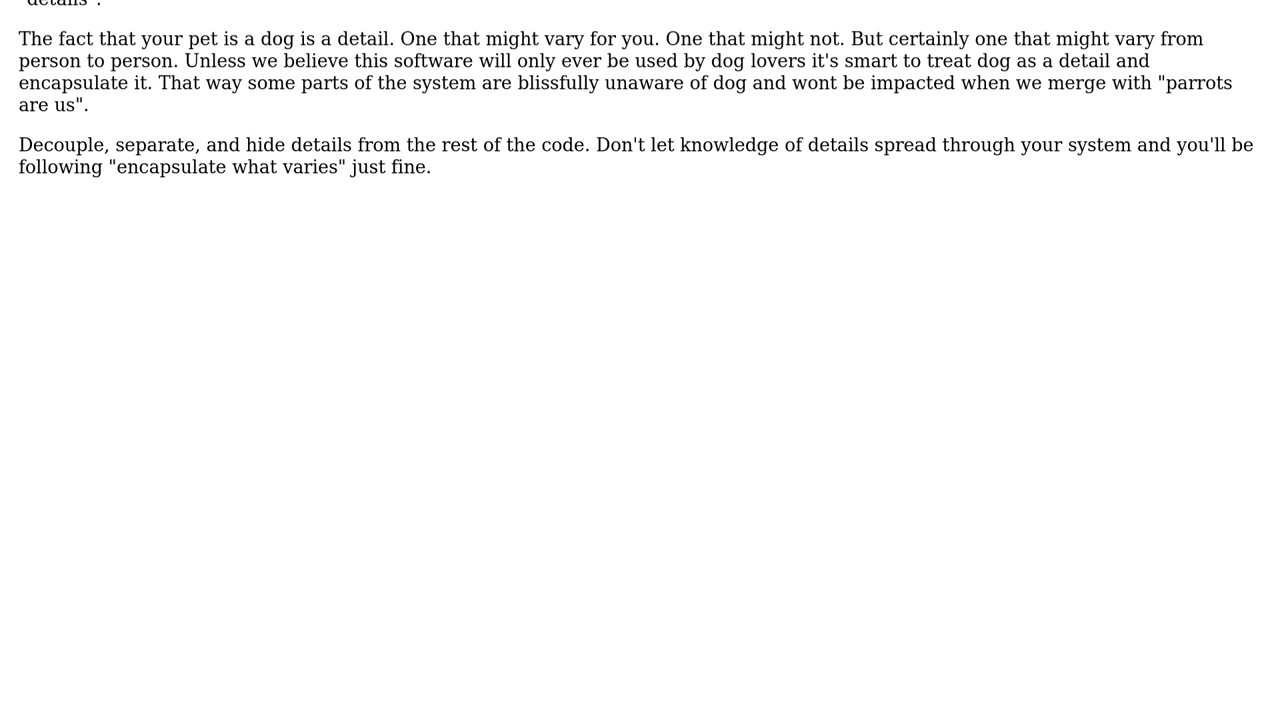 "details".
The fact that your pet is a dog is a detail. One that might vary for you. One that might not. But certainly one that might vary from
person to person. Unless we believe this software will only ever be used by dog lovers it's smart to treat dog as a detail and
encapsulate it. That way some parts of the system are blissfully unaware of dog and wont be impacted when we merge with "parrots
are us".
Decouple, separate, and hide details from the rest of the code. Don't let knowledge of details spread through your system and you'll be
following "encapsulate what varies" just fine.